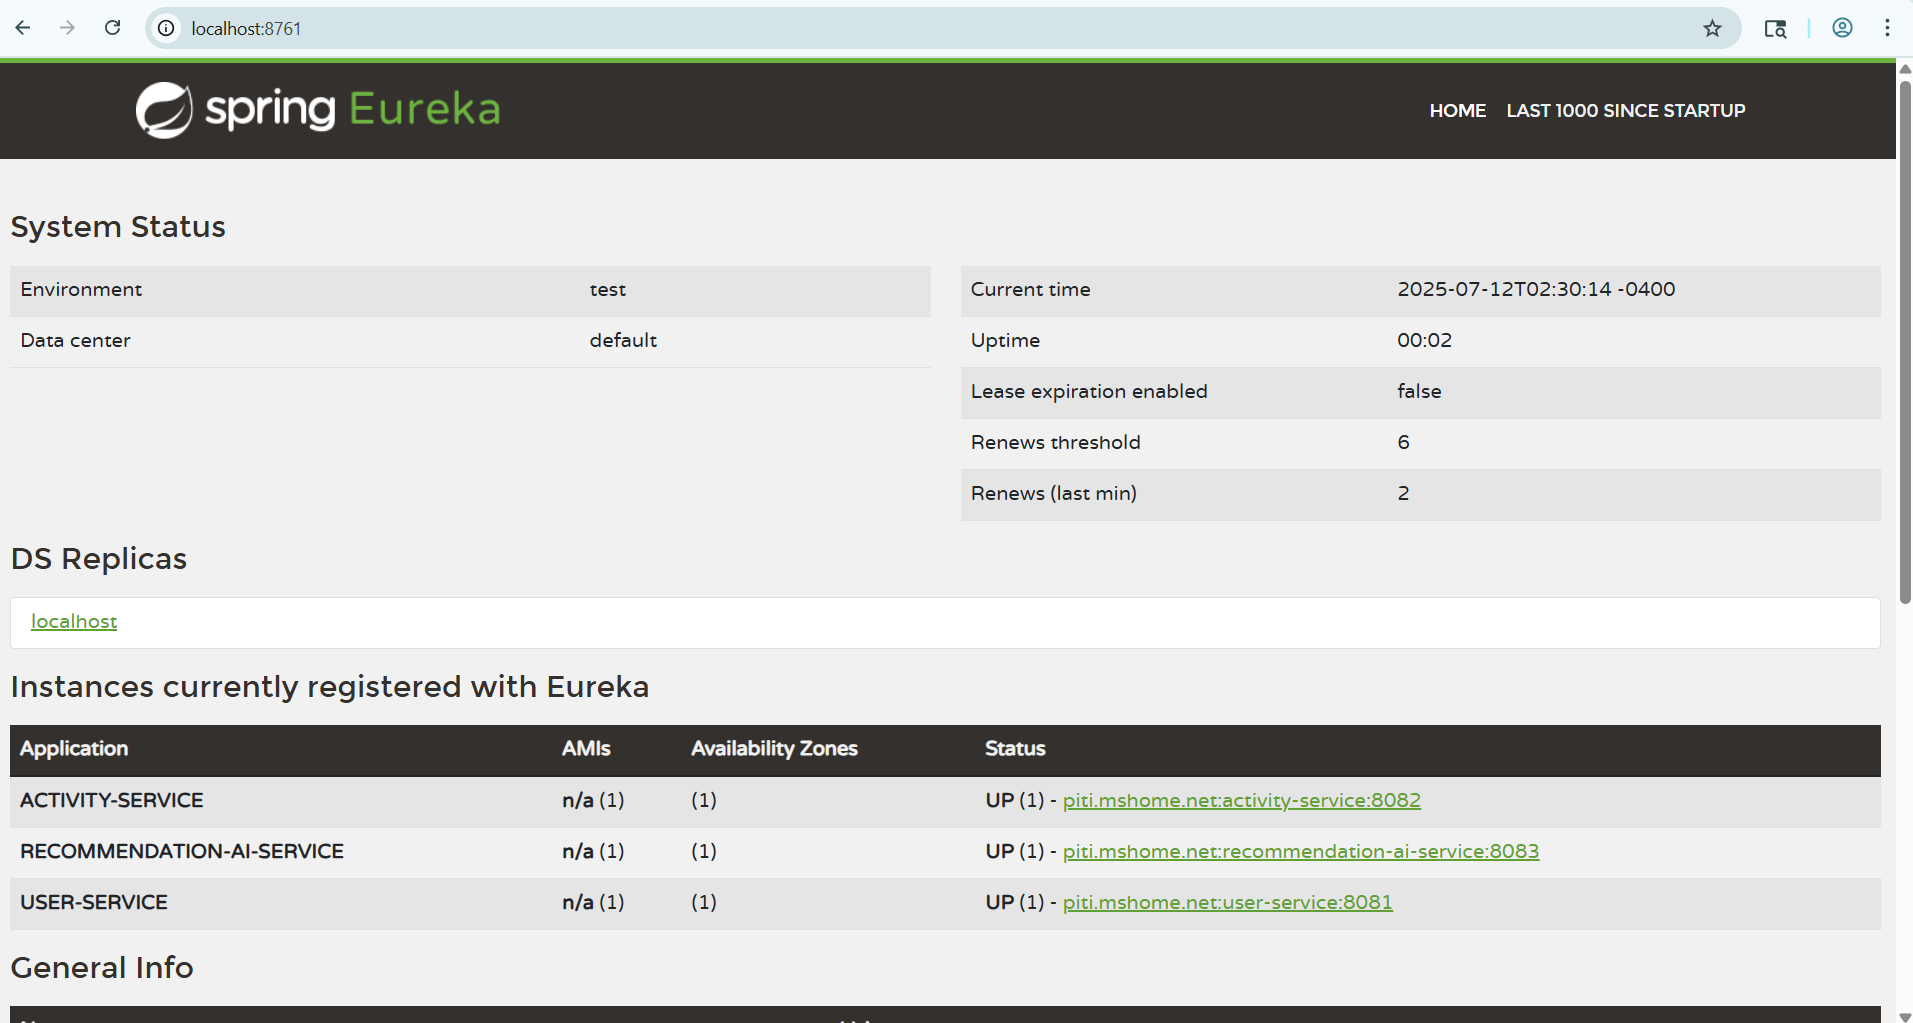 localhost:8761
spring Eureka
HOME LAST 1000 SINCE STARTUP
System Status
Environment test
Data center default
Current time 2025-07-12T02:30:14 -0400
Uptime 00:02
Lease expiration enabled false
Renews threshold 6
Renews (last min) 2
DS Replicas
localhost
Instances currently registered with Eureka
Application AMIs Availability Zones Status
ACTIVITY-SERVICE n/a (1) (1) UP (1) - piti.mshome.net:activity-service:8082
RECOMMENDATION-AI-SERVICE n/a (1) (1) UP (1) - piti.mshome.net:recommendation-ai-service:8083
USER-SERVICE n/a (1) (1) UP (1) - piti.mshome.net:user-service:8081
General Info